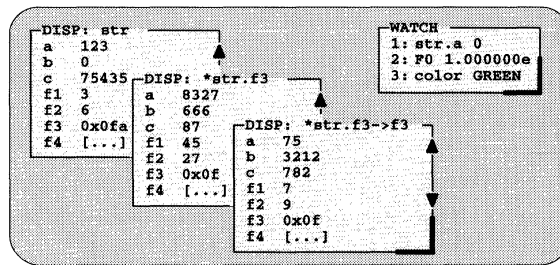 DISP: str
a 123
b 0
c 75435
f1 3
f2 6
f3 0x0fa
f4 [...]
DISP: *str.f3
a 8327
b 666
c 87
f1 45
f2 27
f3 0x0f
f4 [...]
DISP: *str.f3->f3
a 75
b 3212
c 782
f1 7
f2 9
f3 0x0f
f4 [...]
WATCH
1: str.a 0
2: F0 1.000000e
3: color GREEN